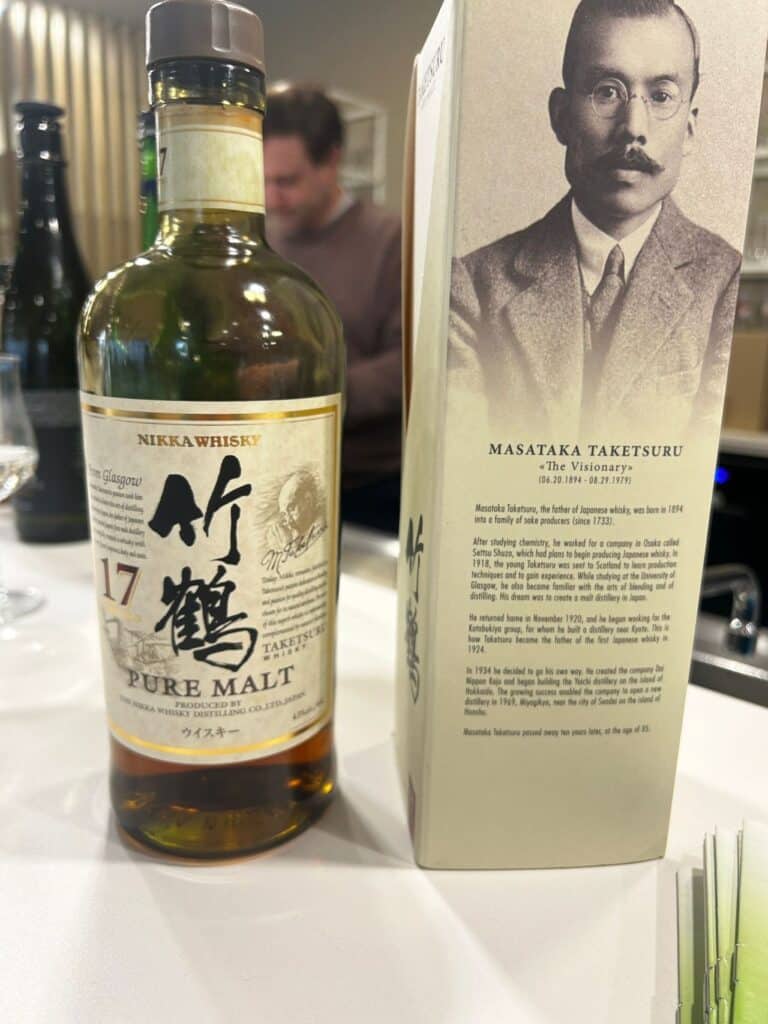 7
NIKKA WHISKY
From Glasgow
竹鶴
17
TAKETSURU
WHISKY
PURE MALT
PRODUCED BY
THE NIKKA WHISKY DISTILLING CO.,LTD.,JAPAN
ウイスキー
竹鶴
MASATAKA TAKETSURU
«The Visionary»
(06.20.1894 - 08.29.1979)
Masataka Taketsuru, the father of Japanese whisky, was born in 1894
into a family of sake producers (since 1733).
After studying chemistry, he worked for a company in Osaka called
Settsu Shuzo, which had plans to begin producing Japanese whisky. In
1918, the young Taketsuru was sent to Scotland to learn production
techniques and to gain experience. While studying at the University of
Glasgow, he also became familiar with the arts of blending and of
distilling. His dream was to create a malt distillery in Japan.
He returned home in November 1920, and he began working for the
Kotobukiya group, for whom he built a distillery near Kyoto. This is
how Taketsuru became the father of the first Japanese whisky in
1924.
In 1934 he decided to go his own way. He created the company Dai
Nippon Kaju and began building the Yoichi distillery on the island of
Hokkaido. The growing success enabled the company to open a new
distillery in 1969, Miyagikyo, near the city of Sendai on the island of
Honshu.
Masataka Taketsuru passed away ten years later, at the age of 85.